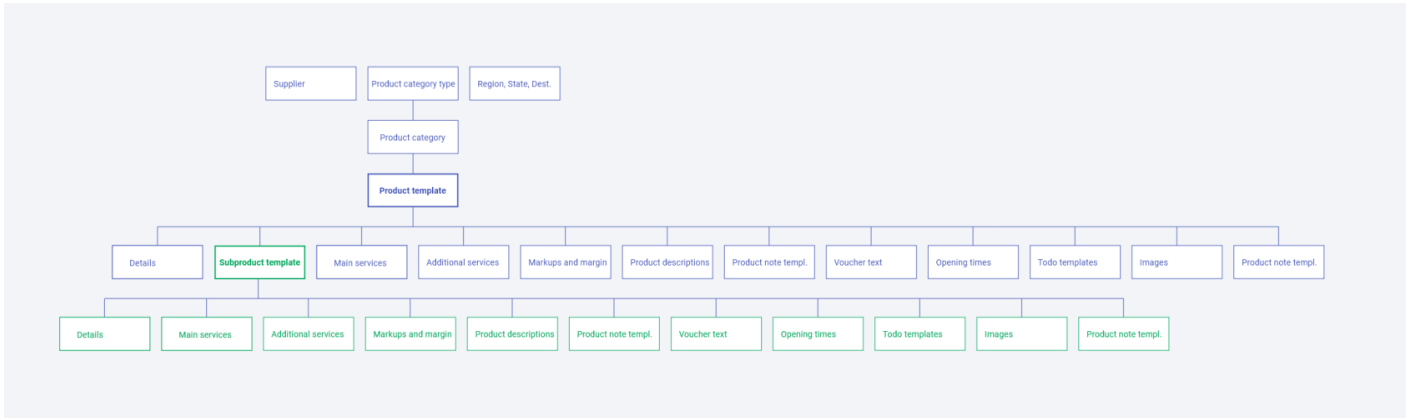 Supplier
Product category type
Region, State, Dest.
Product category
Product template
Details
Subproduct template
Main services
Additional services
Markups and margin
Product descriptions
Product note templ.
Voucher text
Opening times
Todo templates
Images
Product note templ.
Details
Main services
Additional services
Markups and margin
Product descriptions
Product note templ.
Voucher text
Opening times
Todo templates
Images
Product note templ.